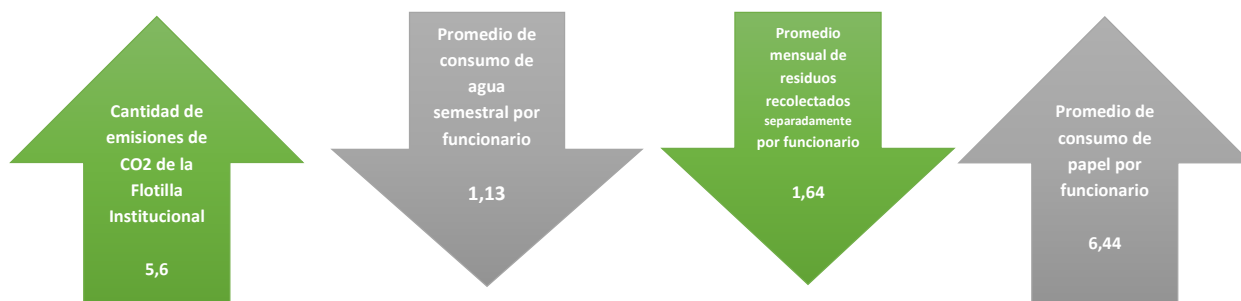 Cantidad de
emisiones de
CO2 de la
Flotilla
Institucional
5,6
Promedio de
consumo de
agua
semestral por
funcionario
1,13
Promedio
mensual de
residuos
recolectados
separadamente
por funcionario
1,64
Promedio de
consumo de
papel por
funcionario
6,44